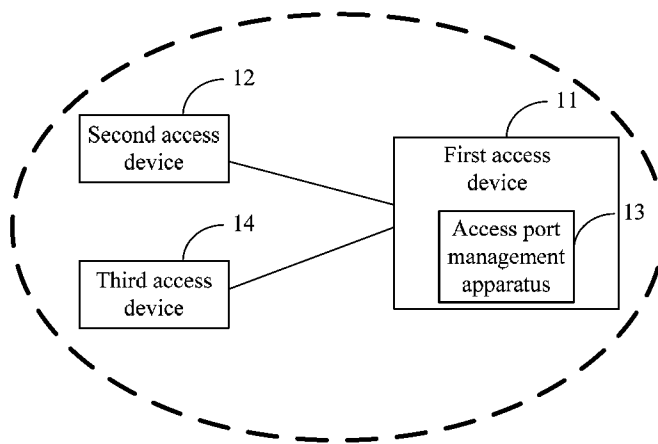 12
Second access
device
11
First access
device
13
Access port
management
apparatus
14
Third access
device